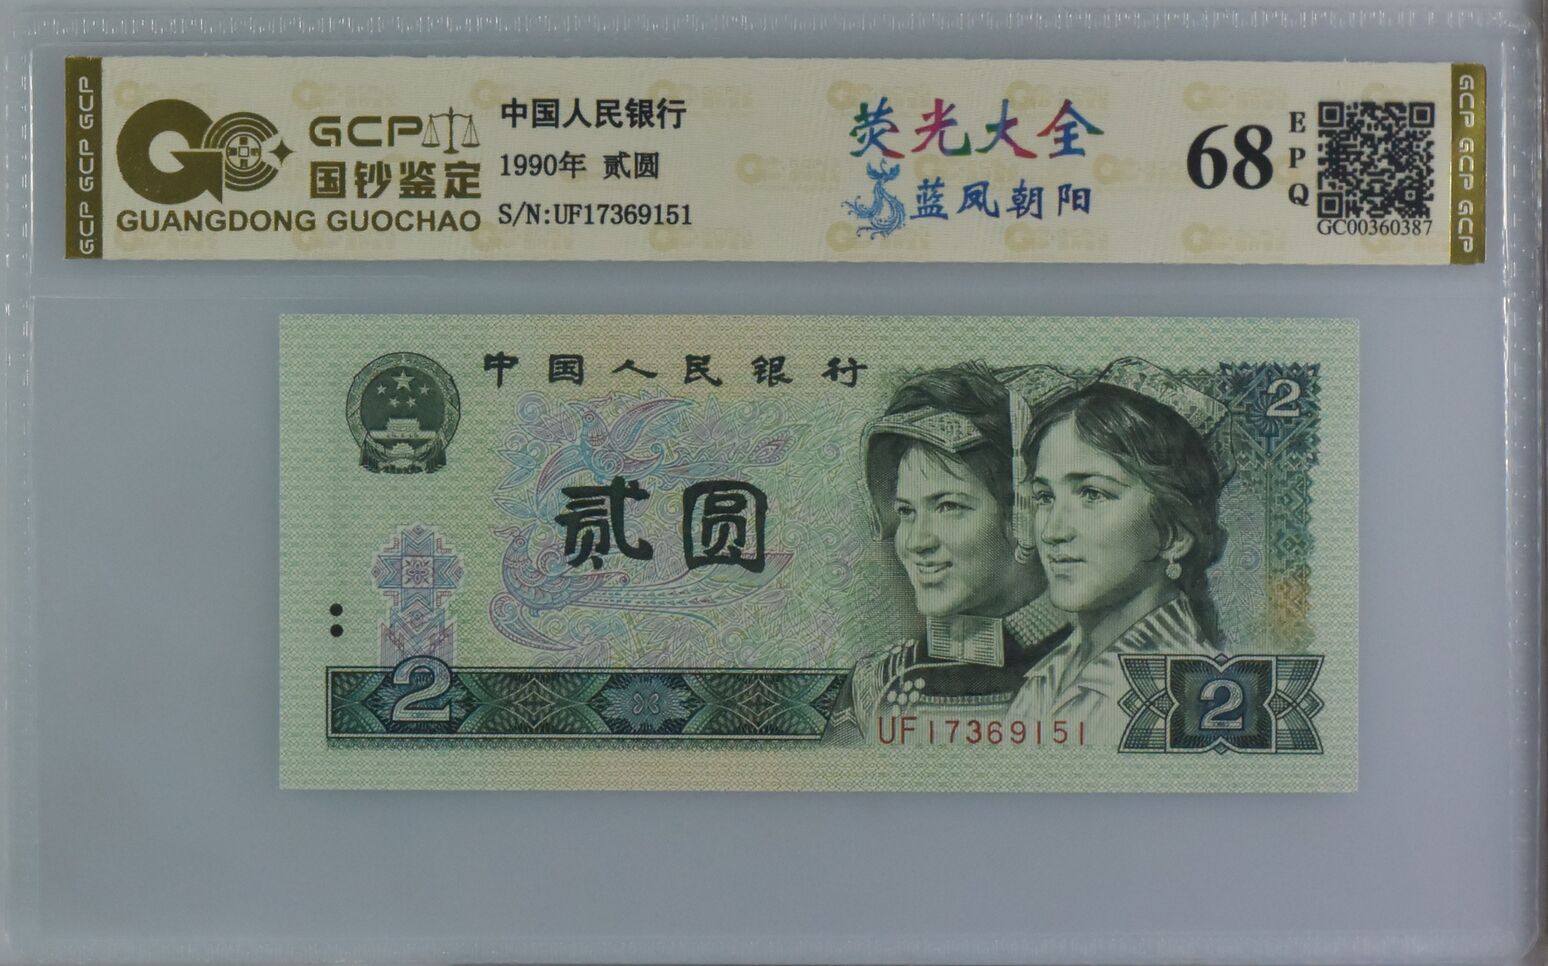 GCP GCP GCP
GCP
国钞鉴定
GUANGDONG GUOCHAO
中国人民银行
1990年 贰圆
S/N:UF17369151
荧光大全
蓝凤朝阳
68
EPQ
GC00360387
GCP GCP GCP
中国人民银行
2
贰圆
2
UF17369151
2